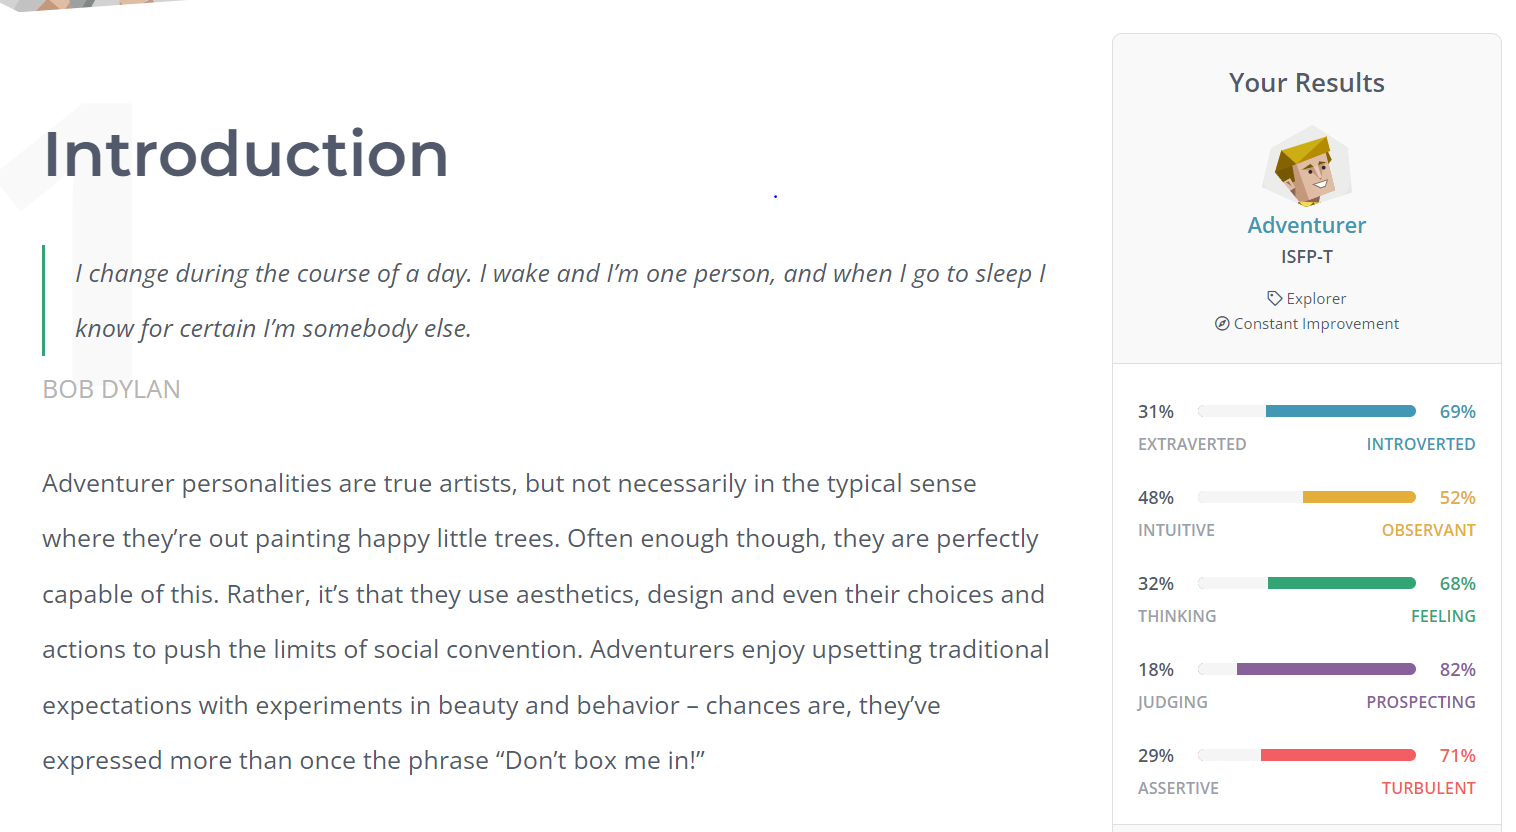 1
Introduction
I change during the course of a day. I wake and I’m one person, and when I go to sleep I
know for certain I’m somebody else.
BOB DYLAN
Adventurer personalities are true artists, but not necessarily in the typical sense
where they’re out painting happy little trees. Often enough though, they are perfectly
capable of this. Rather, it’s that they use aesthetics, design and even their choices and
actions to push the limits of social convention. Adventurers enjoy upsetting traditional
expectations with experiments in beauty and behavior – chances are, they’ve
expressed more than once the phrase “Don’t box me in!”
Your Results
Adventurer
ISFP-T
Explorer
Constant Improvement
31% 69%
EXTRAVERTED INTROVERTED
48% 52%
INTUITIVE OBSERVANT
32% 68%
THINKING FEELING
18% 82%
JUDGING PROSPECTING
29% 71%
ASSERTIVE TURBULENT